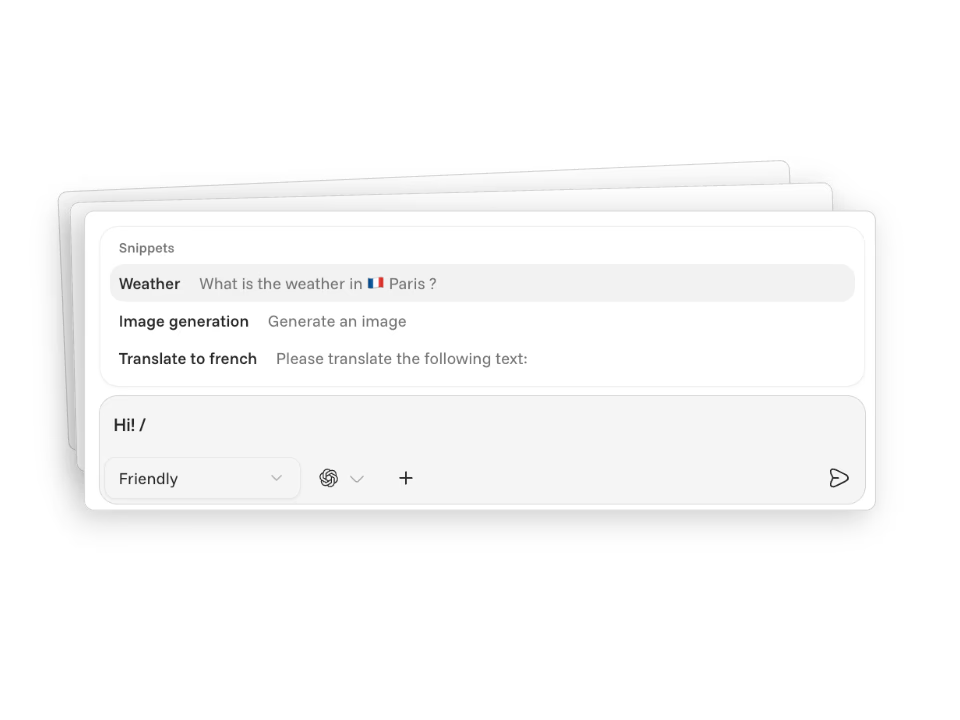 Snippets
Weather What is the weather in 🇫🇷 Paris ?
Image generation Generate an image
Translate to french Please translate the following text:
Hi! /
Friendly